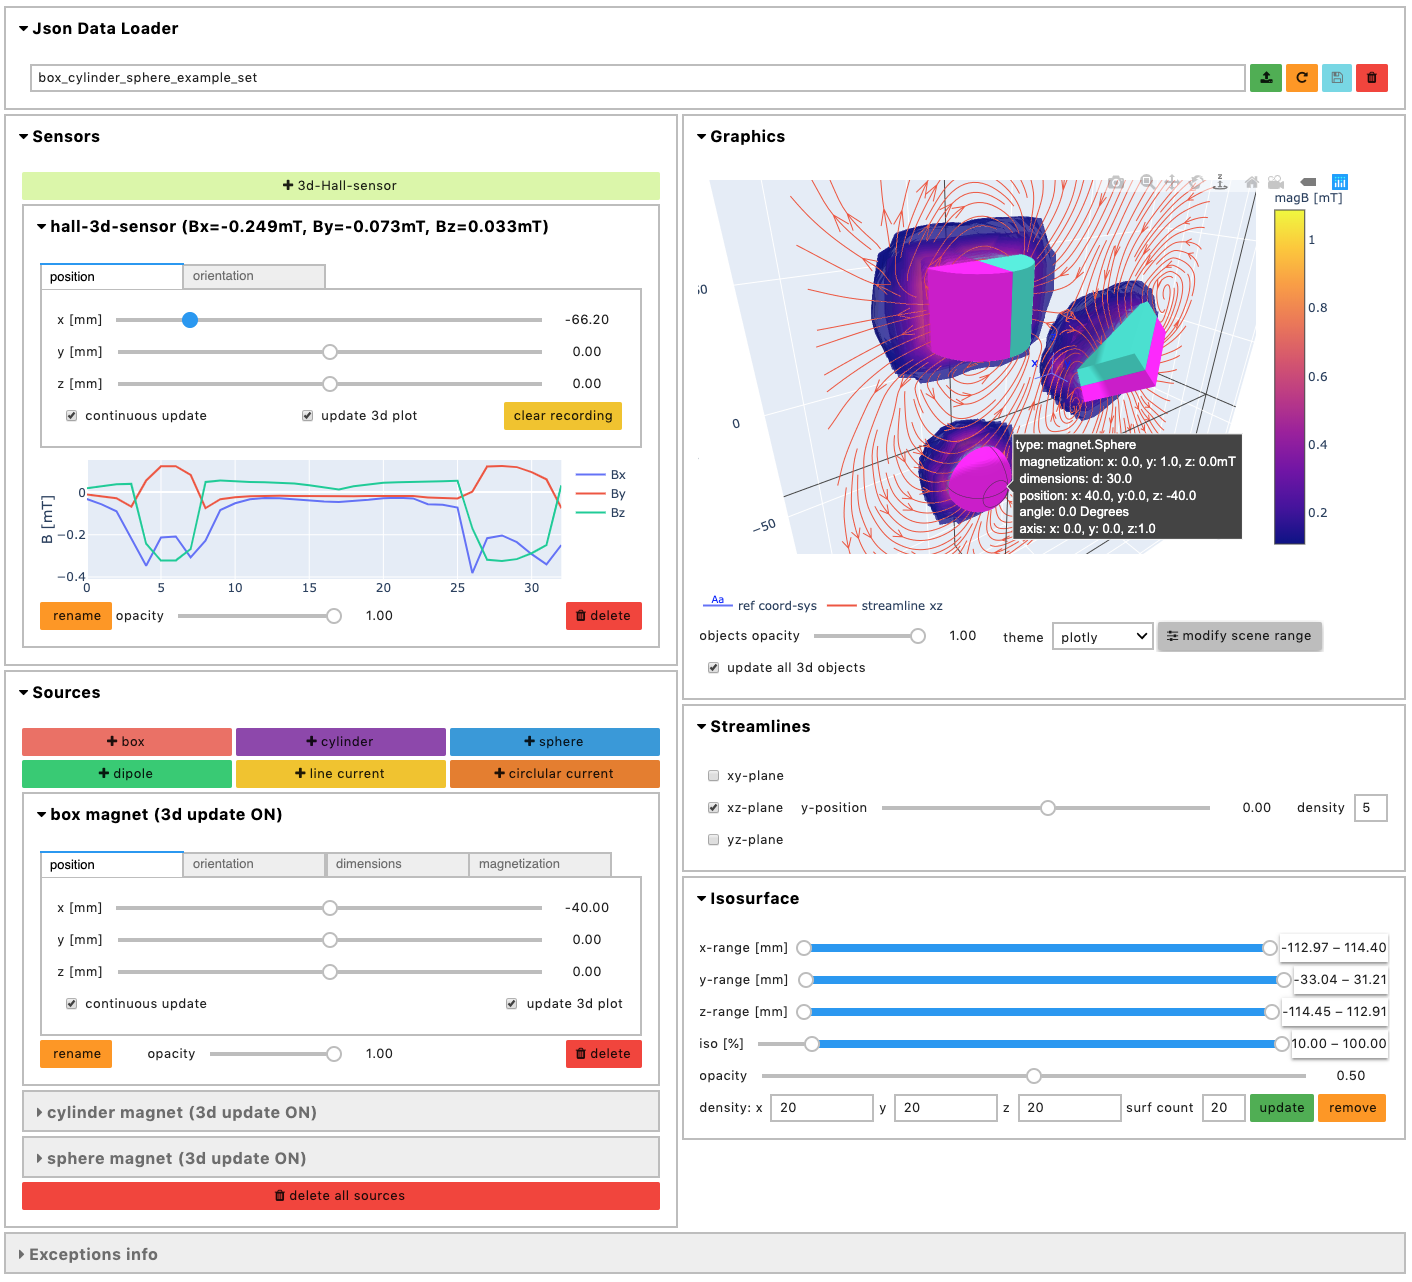 Json Data Loader
box_cylinder_sphere_example_set
Sensors
3d-Hall-sensor
hall-3d-sensor (Bx=-0.249mT, By=-0.073mT, Bz=0.033mT)
position orientation
x [mm] -66.20
y [mm] 0.00
z [mm] 0.00
continuous update update 3d plot clear recording
B [mT]
0
−0.2
−0.4
0 5 10 15 20 25 30
Bx
By
Bz
rename opacity 1.00 delete
Sources
box cylinder sphere
dipole line current circlular current
box magnet (3d update ON)
position orientation dimensions magnetization
x [mm] -40.00
y [mm] 0.00
z [mm] 0.00
continuous update update 3d plot
rename opacity 1.00 delete
cylinder magnet (3d update ON)
sphere magnet (3d update ON)
delete all sources
Graphics
z
magB [mT]
1
0.8
0.6
0.4
0.2
0
−50
x
type: magnet.Sphere
magnetization: x: 0.0, y: 1.0, z: 0.0mT
dimensions: d: 30.0
position: x: 40.0, y:0.0, z: -40.0
angle: 0.0 Degrees
axis: x: 0.0, y: 0.0, z:1.0
Aa
ref coord-sys streamline xz
objects opacity 1.00 theme plotly modify scene range
update all 3d objects
Streamlines
xy-plane
xz-plane y-position 0.00 density 5
yz-plane
Isosurface
x-range [mm] -112.97 – 114.40
y-range [mm] -33.04 – 31.21
z-range [mm] -114.45 – 112.91
iso [%] 10.00 – 100.00
opacity 0.50
density: x 20 y 20 z 20 surf count 20 update remove
Exceptions info